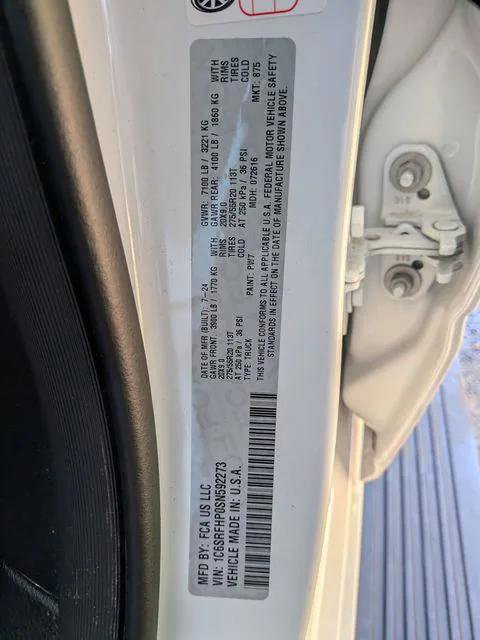 MFD BY: FCA US LLC
VIN: 1C6SRFHP0SN592273
VEHICLE MADE IN: U.S.A.
DATE OF MFR (BUILT): 7-24
GVWR: 7100 LB / 3221 KG
GAWR FRONT: 3900 LB / 1770 KG WITH
20X9.0 RIMS
275/55R20 113T TIRES
AT 250 kPa / 36 PSI COLD
GAWR REAR: 4100 LB / 1860 KG WITH
20X9.0 RIMS
275/55R20 113T TIRES
AT 250 kPa / 36 PSI COLD
TYPE: TRUCK PAINT: PW7 MDH: 072616 MKT: 875
THIS VEHICLE CONFORMS TO ALL APPLICABLE U.S.A. FEDERAL MOTOR VEHICLE SAFETY
STANDARDS IN EFFECT ON THE DATE OF MANUFACTURE SHOWN ABOVE.